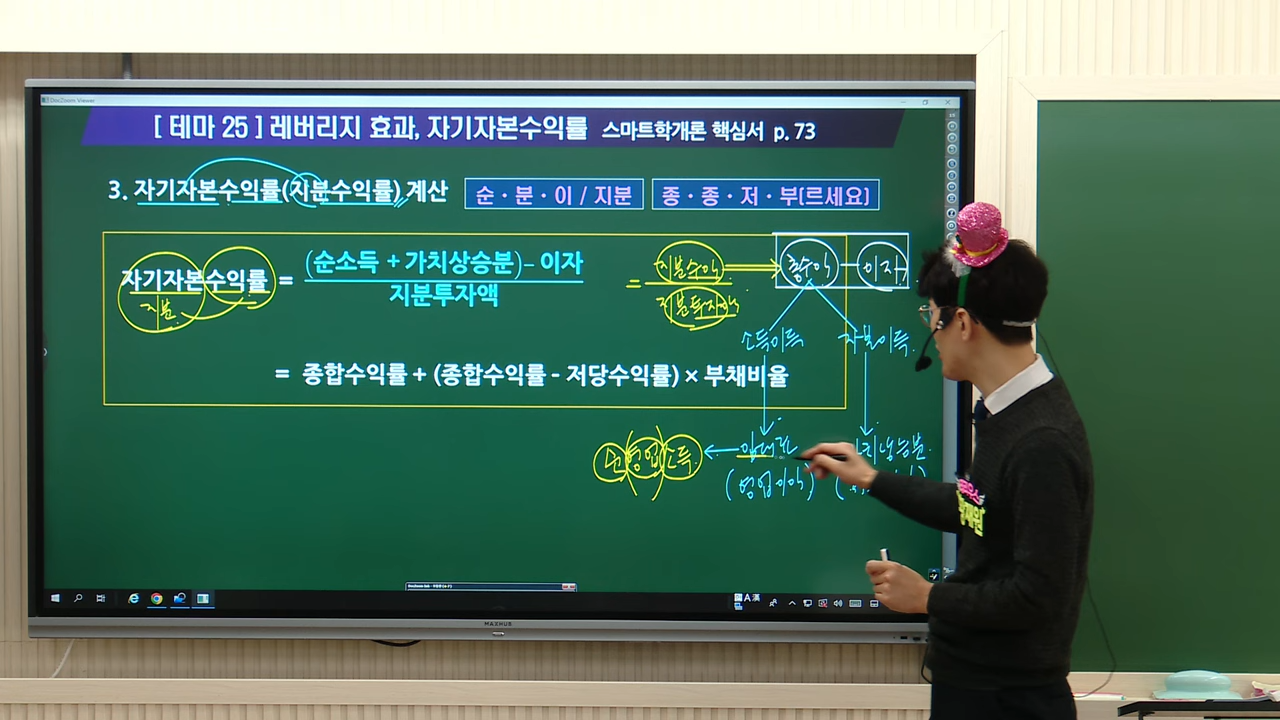 DocZoom Viewer
[ 테마 25 ] 레버리지 효과, 자기자본수익률 스마트학개론 핵심서 p. 73
3. 자기자본수익률(지분수익률) 계산
순·분·이 / 지분
종·종·저·부[르세요]
자기자본수익률 = (순소득 + 가치상승분) - 이자
지분투자액
지분
= 지분수익
지분투자액
총수익 - 이자
소득이득
자본이득
= 종합수익률 + (종합수익률 - 저당수익률) × 부채비율
순(영업)소득
임대료
(영업이익)
MAXHUB